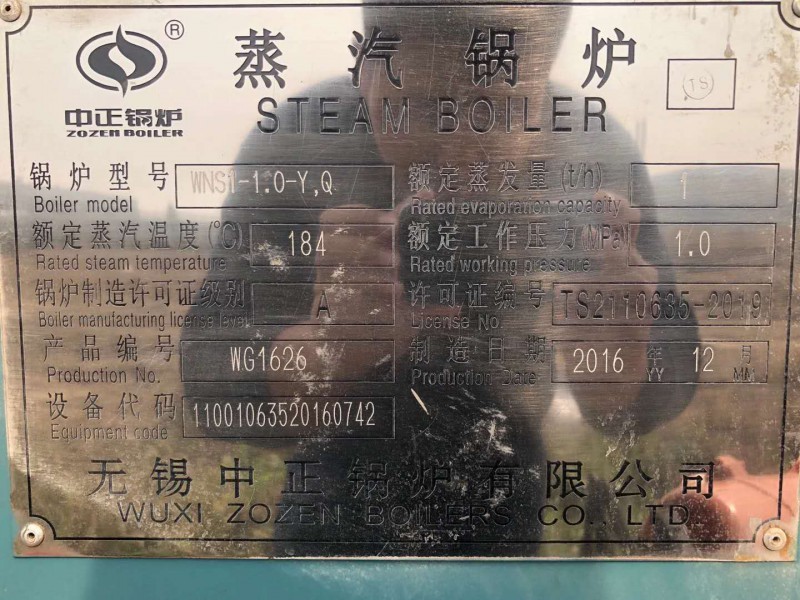 ®
蒸汽锅炉
STEAM BOILER
TS
中正锅炉
ZOZEN BOILER
锅炉型号 WNS1-1.0-Y,Q 额定蒸发量(t/h) 1
Boiler model Rated evaporation capacity
额定蒸汽温度(℃) 184 额定工作压力(MPa) 1.0
Rated steam temperature Rated working pressure
锅炉制造许可证级别 A 许可证编号 TS2110635-2019
Boiler manufacturing license level License No.
产品编号 WG1626 制造日期 2016 年 12 月
Production No. Production Date YY MM
设备代码 11001063520160742
Equipment code
无锡中正锅炉有限公司
WUXI ZOZEN BOILERS CO., LTD